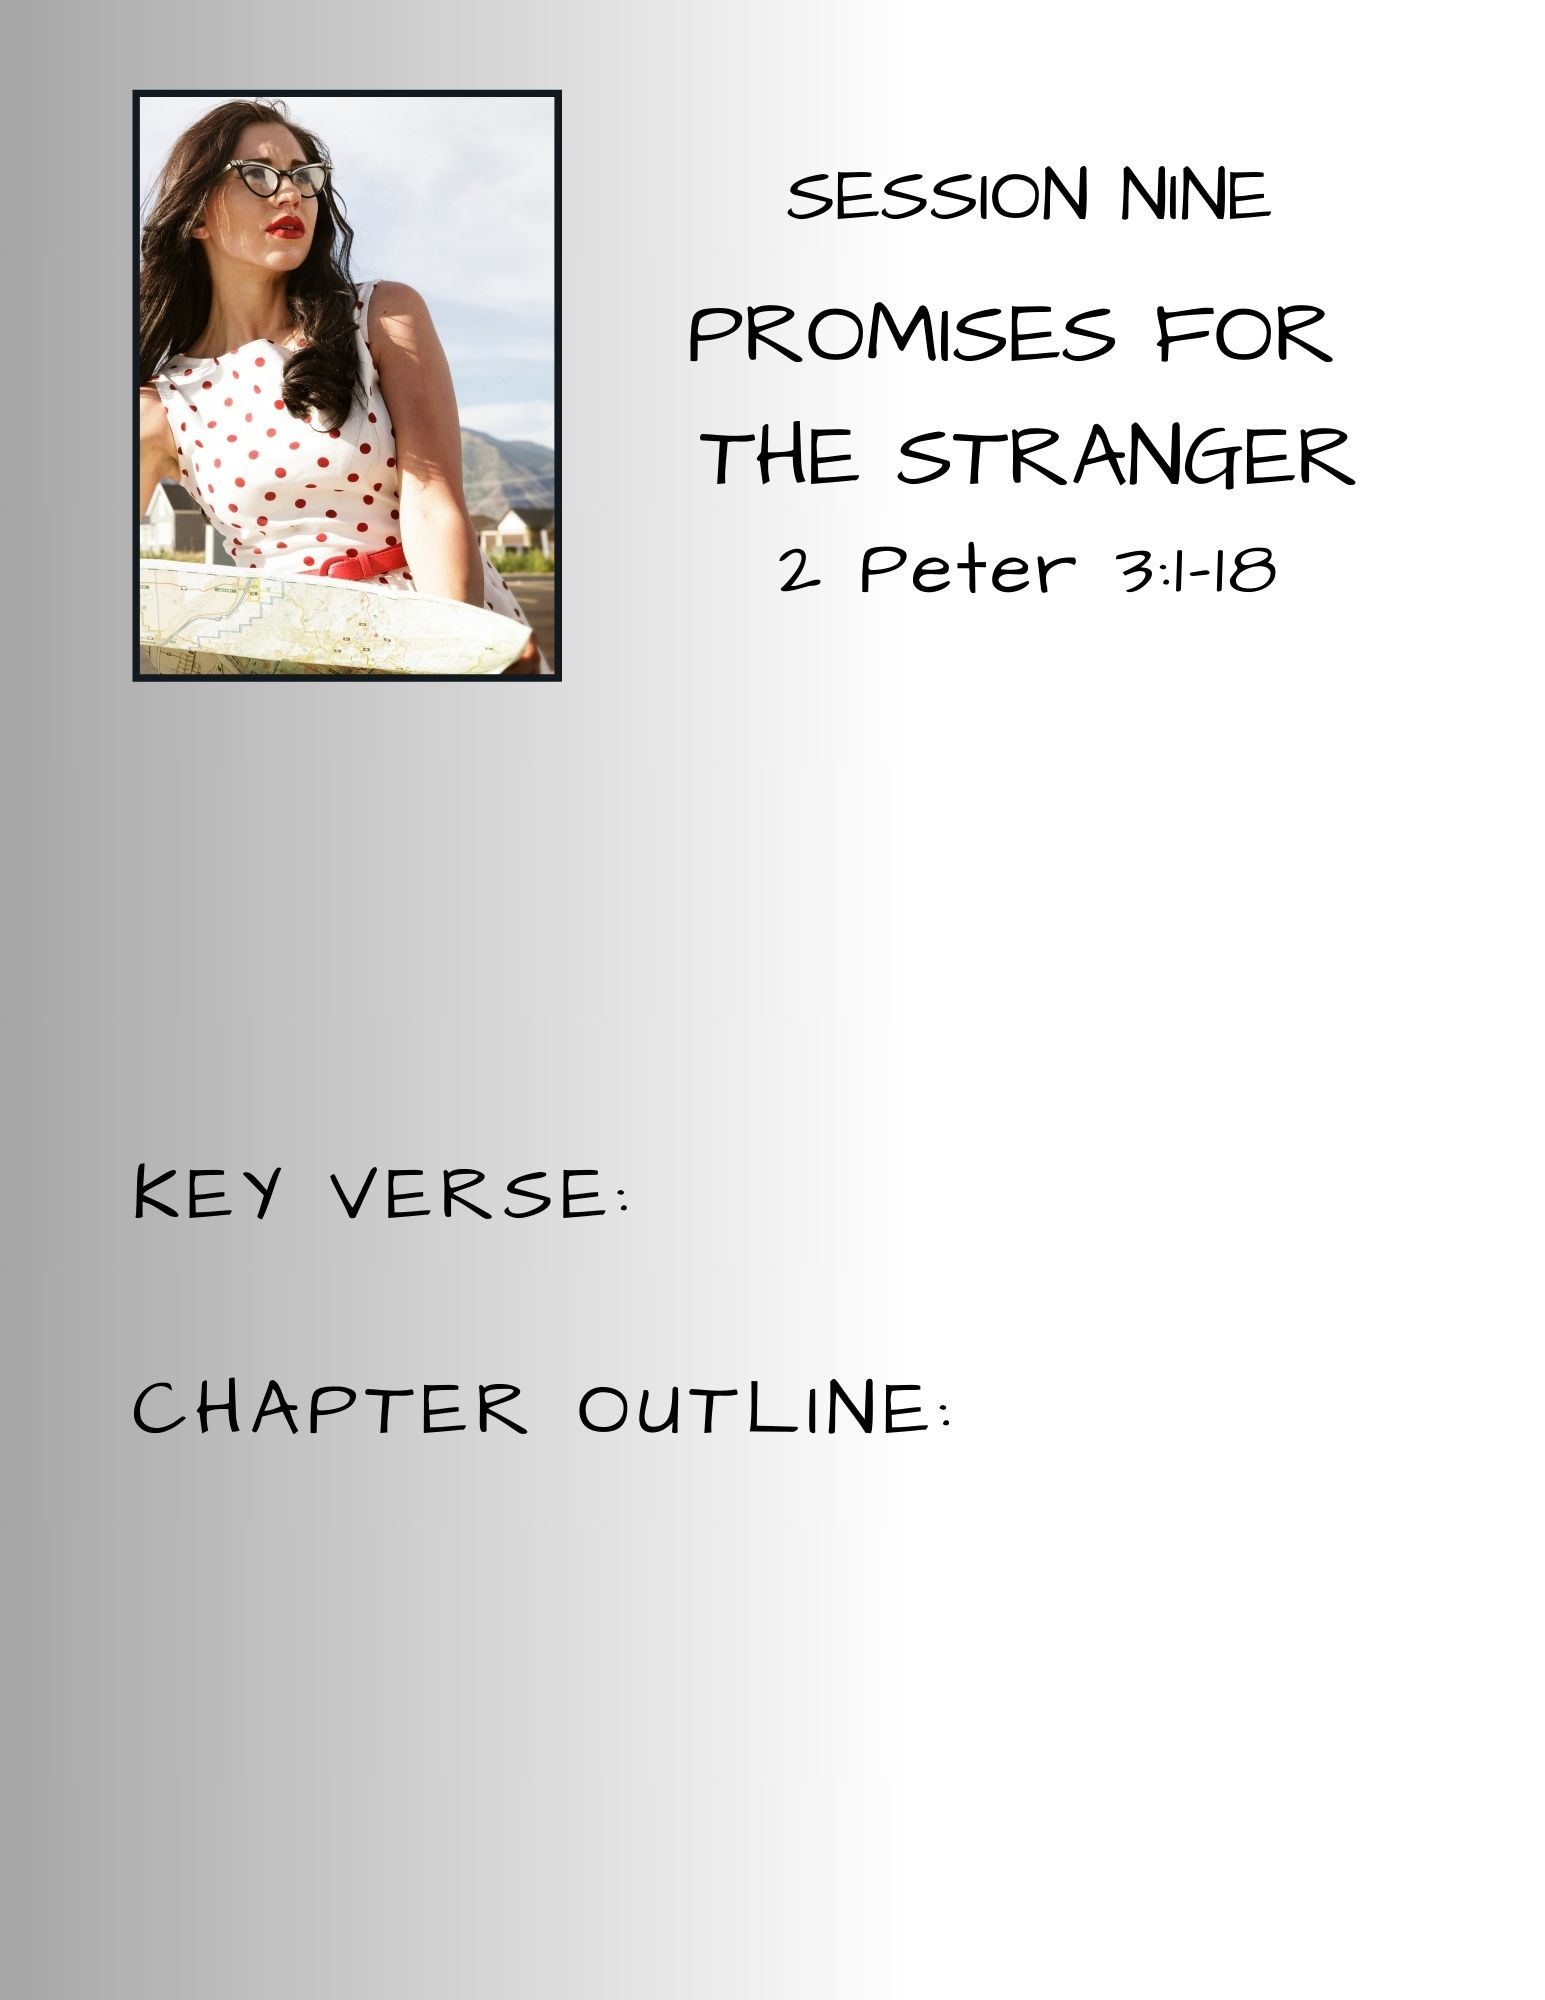 SESSION NINE
PROMISES FOR
THE STRANGER
2 Peter 3:1-18
KEY VERSE:
CHAPTER OUTLINE: